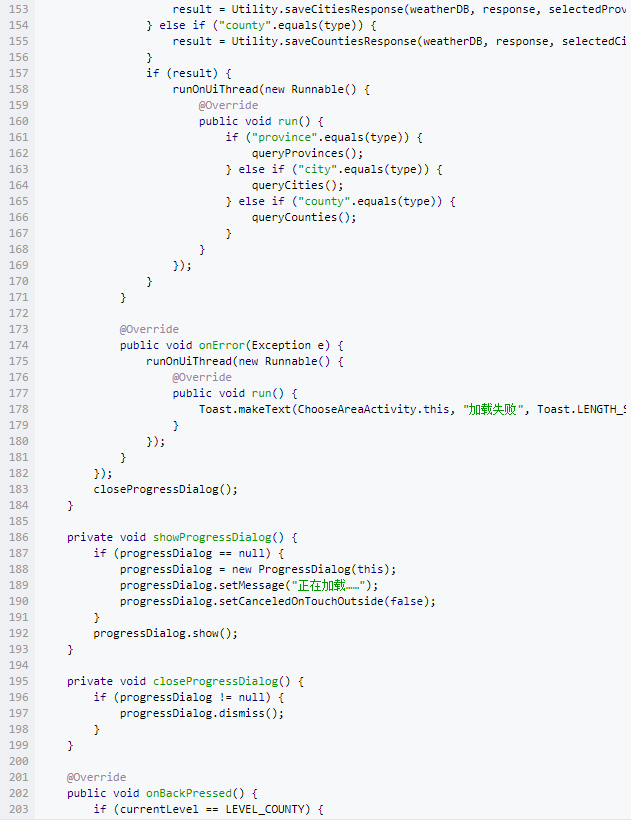 153 result = Utility.saveCitiesResponse(weatherDB, response, selectedProv
154 } else if ("county".equals(type)) {
155 result = Utility.saveCountiesResponse(weatherDB, response, selectedCi
156 }
157 if (result) {
158 runOnUiThread(new Runnable() {
159 @Override
160 public void run() {
161 if ("province".equals(type)) {
162 queryProvinces();
163 } else if ("city".equals(type)) {
164 queryCities();
165 } else if ("county".equals(type)) {
166 queryCounties();
167 }
168 }
169 });
170 }
171 }
172
173 @Override
174 public void onError(Exception e) {
175 runOnUiThread(new Runnable() {
176 @Override
177 public void run() {
178 Toast.makeText(ChooseAreaActivity.this, "加载失败", Toast.LENGTH_S
179 }
180 });
181 }
182 });
183 closeProgressDialog();
184 }
185
186 private void showProgressDialog() {
187 if (progressDialog == null) {
188 progressDialog = new ProgressDialog(this);
189 progressDialog.setMessage("正在加载……");
190 progressDialog.setCanceledOnTouchOutside(false);
191 }
192 progressDialog.show();
193 }
194
195 private void closeProgressDialog() {
196 if (progressDialog != null) {
197 progressDialog.dismiss();
198 }
199 }
200
201 @Override
202 public void onBackPressed() {
203 if (currentLevel == LEVEL_COUNTY) {